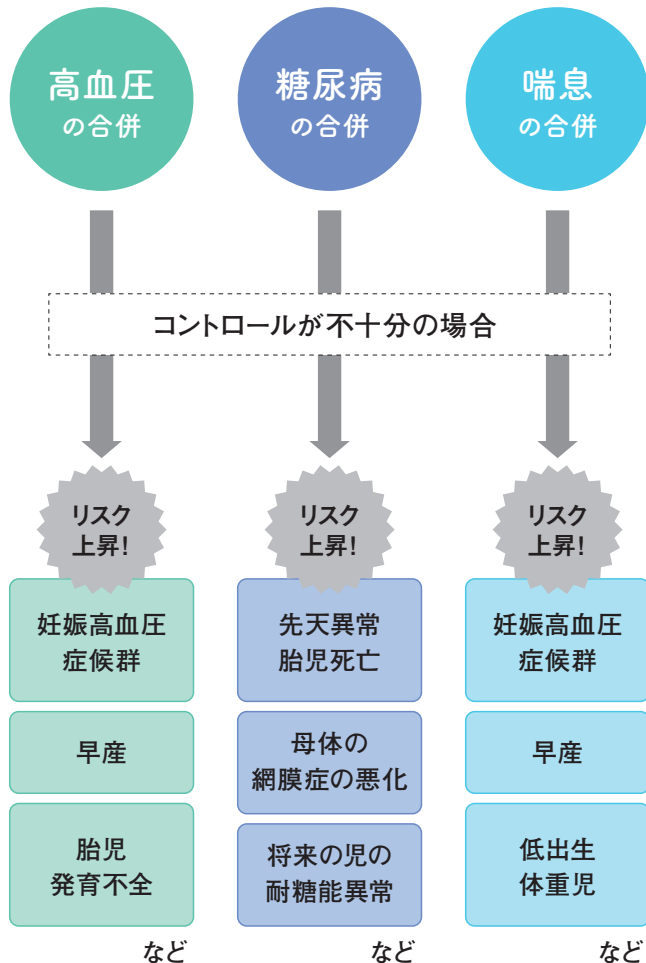 高血圧
の合併
糖尿病
の合併
喘息
の合併
コントロールが不十分の場合
リスク
上昇!
リスク
上昇!
リスク
上昇!
妊娠高血圧
症候群
早産
胎児
発育不全
など
先天異常
胎児死亡
母体の
網膜症の悪化
将来の児の
耐糖能異常
など
妊娠高血圧
症候群
早産
低出生
体重児
など